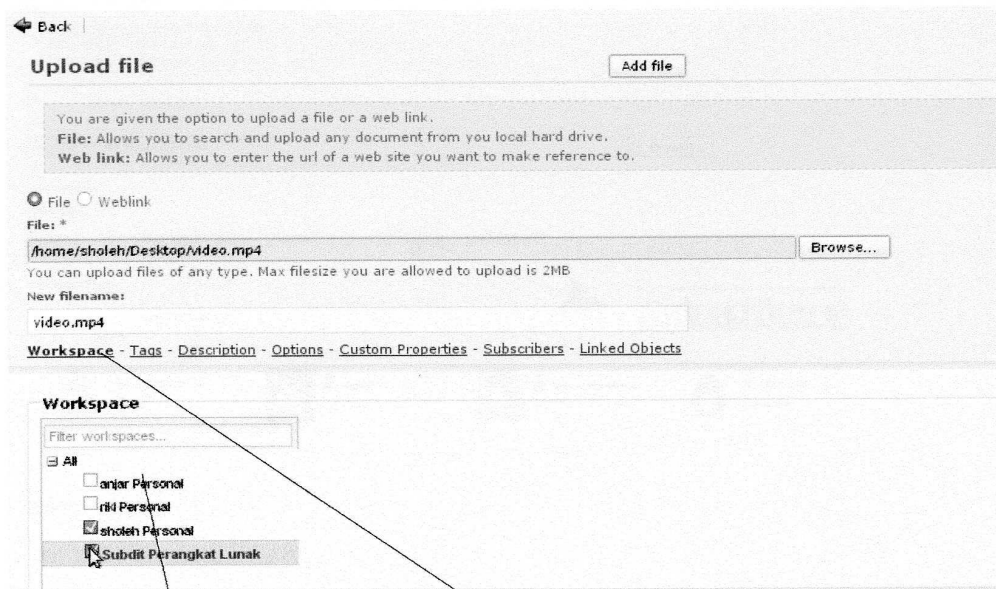 Back
Upload file
Add file
You are given the option to upload a file or a web link.
File: Allows you to search and upload any document from you local hard drive.
Web link: Allows you to enter the url of a web site you want to make reference to.
File Weblink
File: *
/home/sholeh/Desktop/video.mp4 Browse...
You can upload files of any type. Max filesize you are allowed to upload is 2MB
New filename:
video.mp4
Workspace - Tags - Description - Options - Custom Properties - Subscribers - Linked Objects
Workspace
Filter workspaces...
All
anjar Personal
riki Personal
sholeh Personal
Subdit Perangkat Lunak